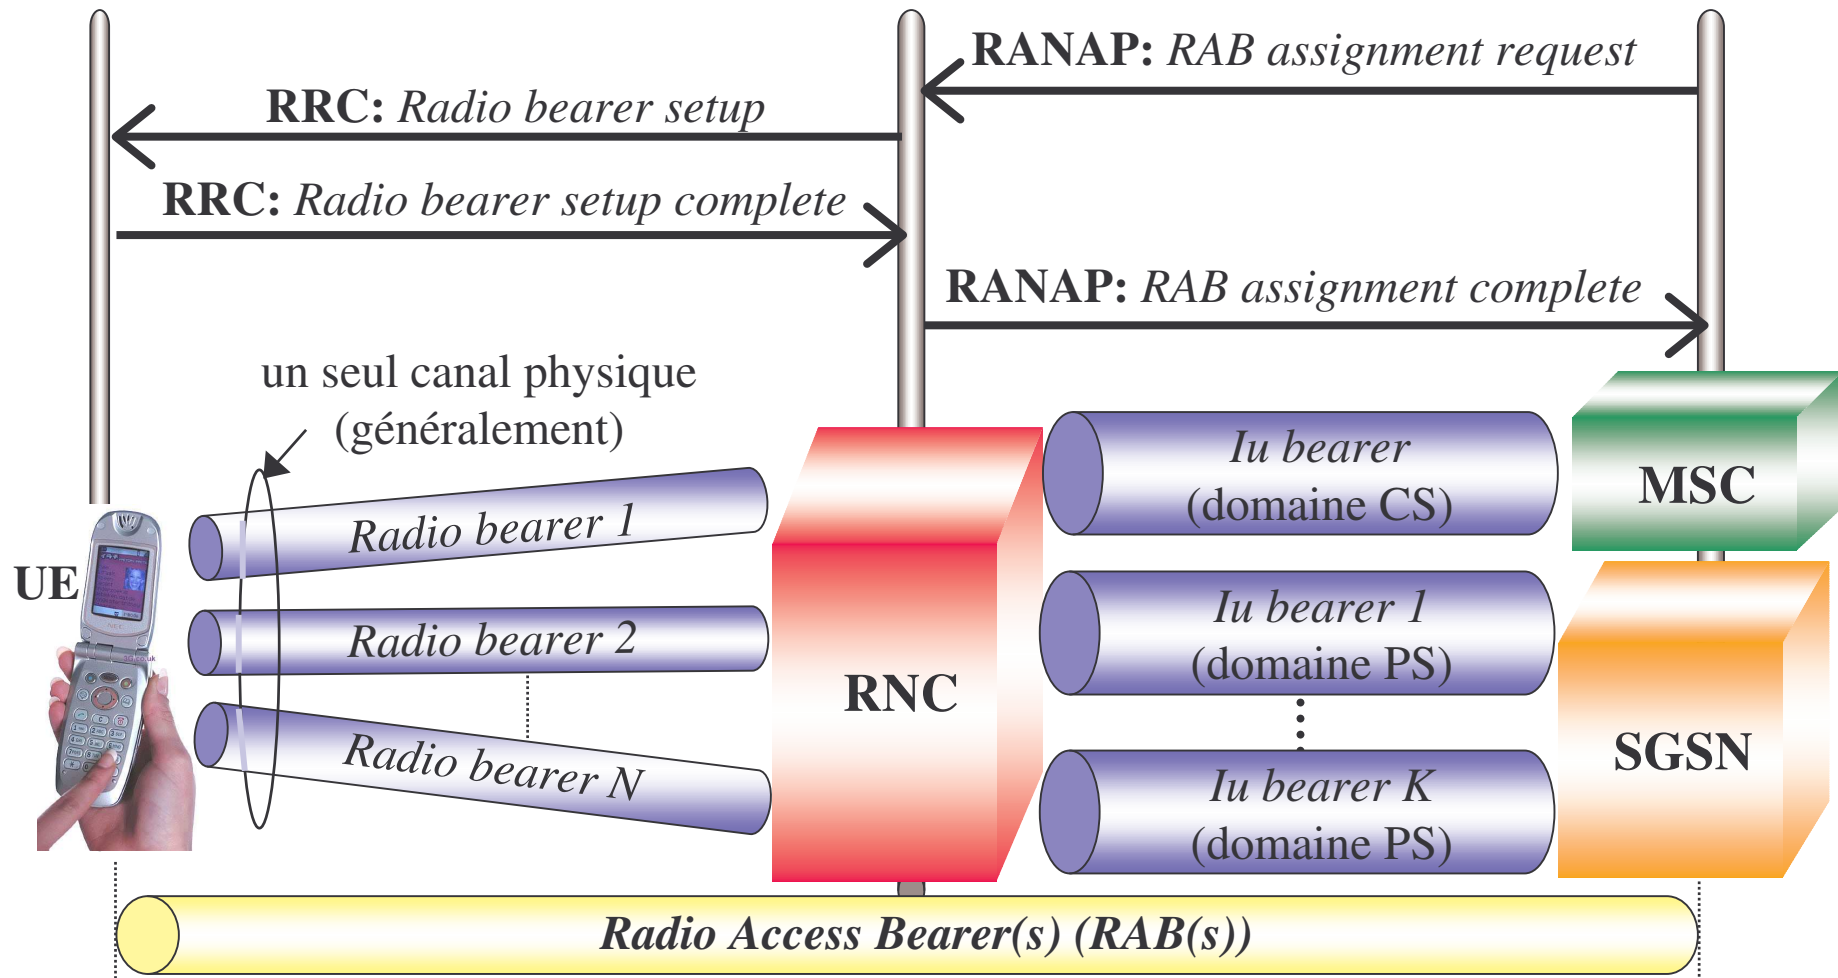 RANAP: RAB assignment request
RRC: Radio bearer setup
RRC: Radio bearer setup complete
RANAP: RAB assignment complete
un seul canal physique
(généralement)
Iu bearer
(domaine CS)
MSC
Radio bearer 1
UE
Iu bearer 1
(domaine PS)
Radio bearer 2
RNC
SGSN
Radio bearer N
Iu bearer K
(domaine PS)
Radio Access Bearer(s) (RAB(s))